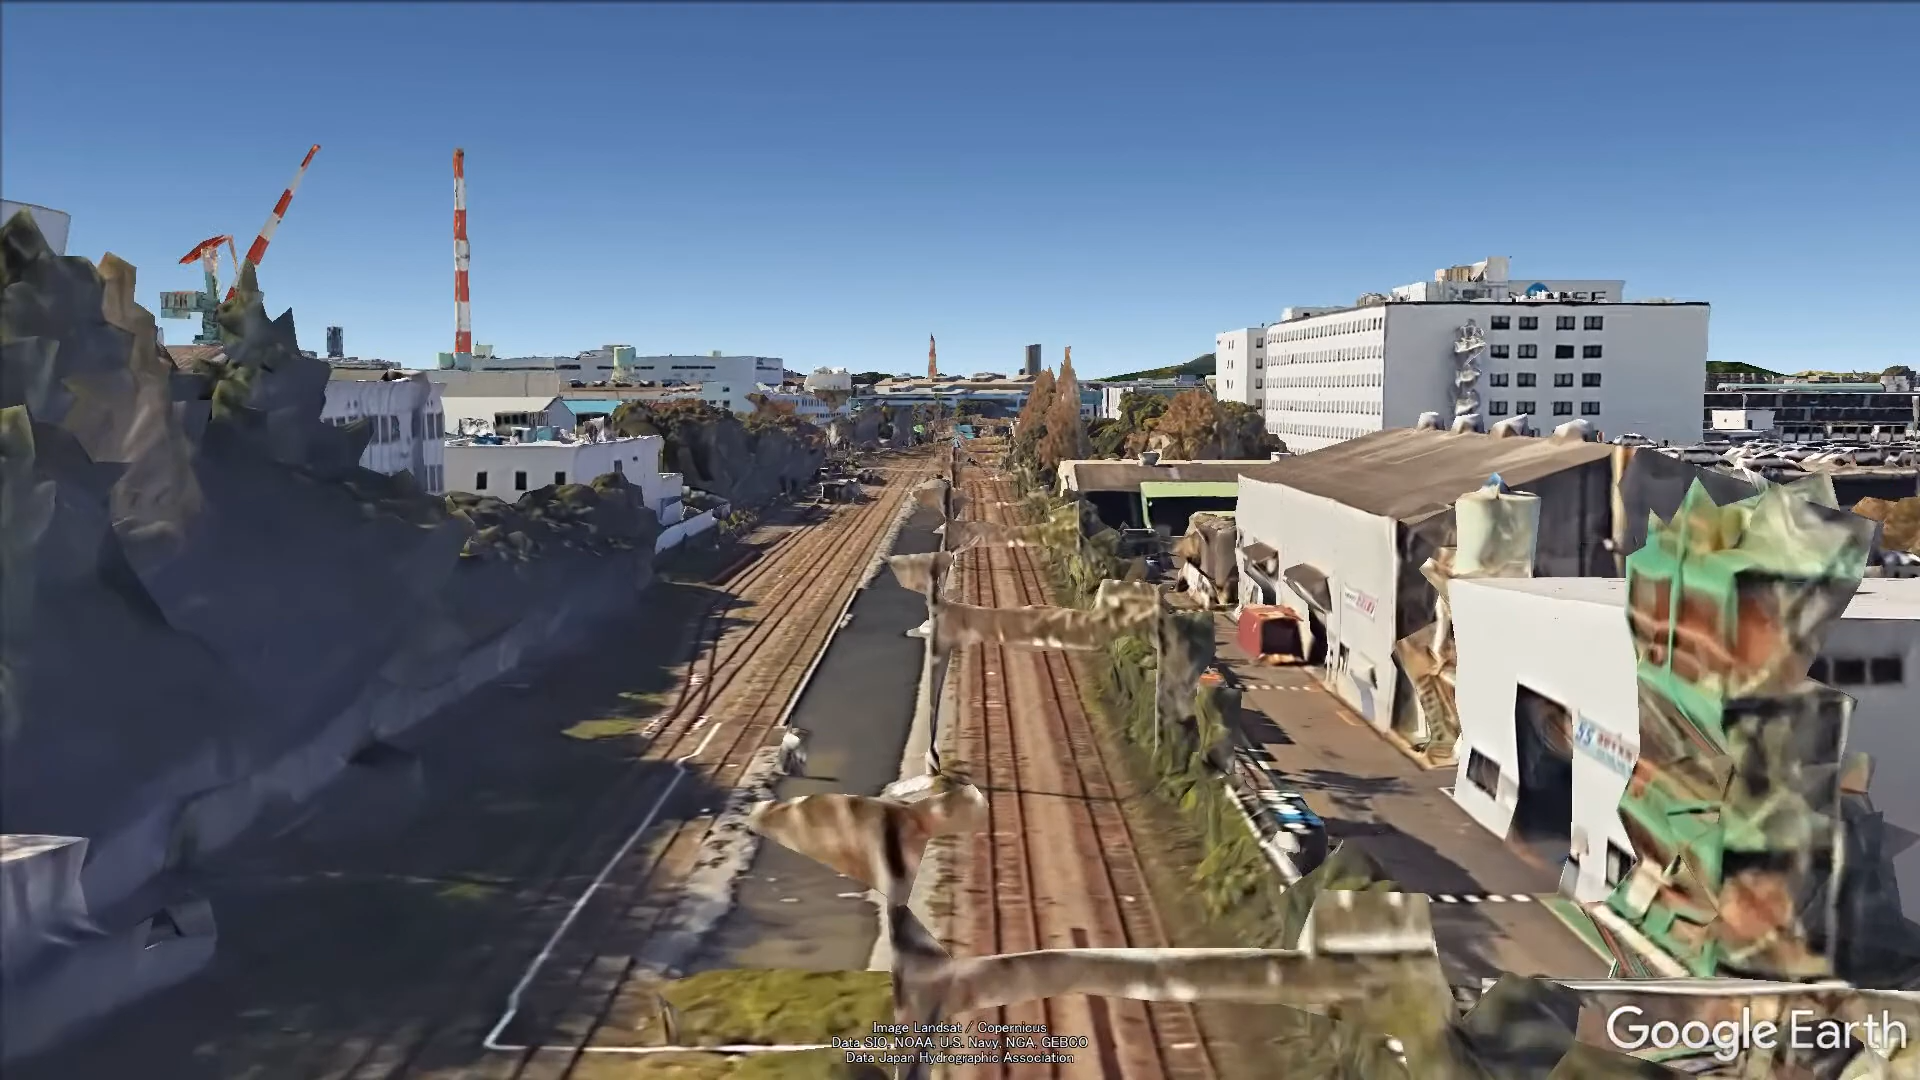 Image Landsat / Copernicus
Data SIO, NOAA, U.S. Navy, NGA, GEBCO
Data Japan Hydrographic Association
Google Earth